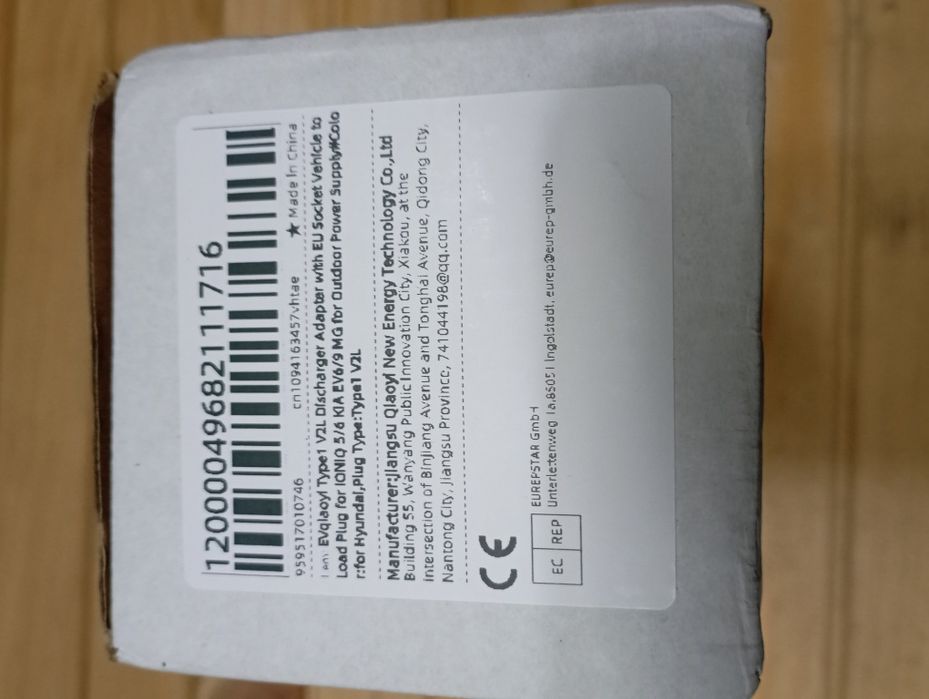 12000049682111716
959517010746 cn1094163457vhtae ★ Made In China
EVqiaoyi Type1 V2L Discharger Adapter with EU Socket Vehicle to
Load Plug for IONIQ 5/6 KIA EV6/9 MG for Outdoor Power Supply#Colo
r:for Hyundai,Plug Type:Type1 V2L
Manufacturer:Jiangsu Qiaoyi New Energy Technology Co.,Ltd
Building 55, Wanyang Public Innovation City, Xiakou, at the
intersection of Binjiang Avenue and Tonghai Avenue, Qidong City,
Nantong City, Jiangsu Province, 741044198@qq.com
CE
EC REP
EUREPSTAR GmbH
Unterlettenweg 1a,85051 Ingolstadt, eurep@eurep-gmbh.de